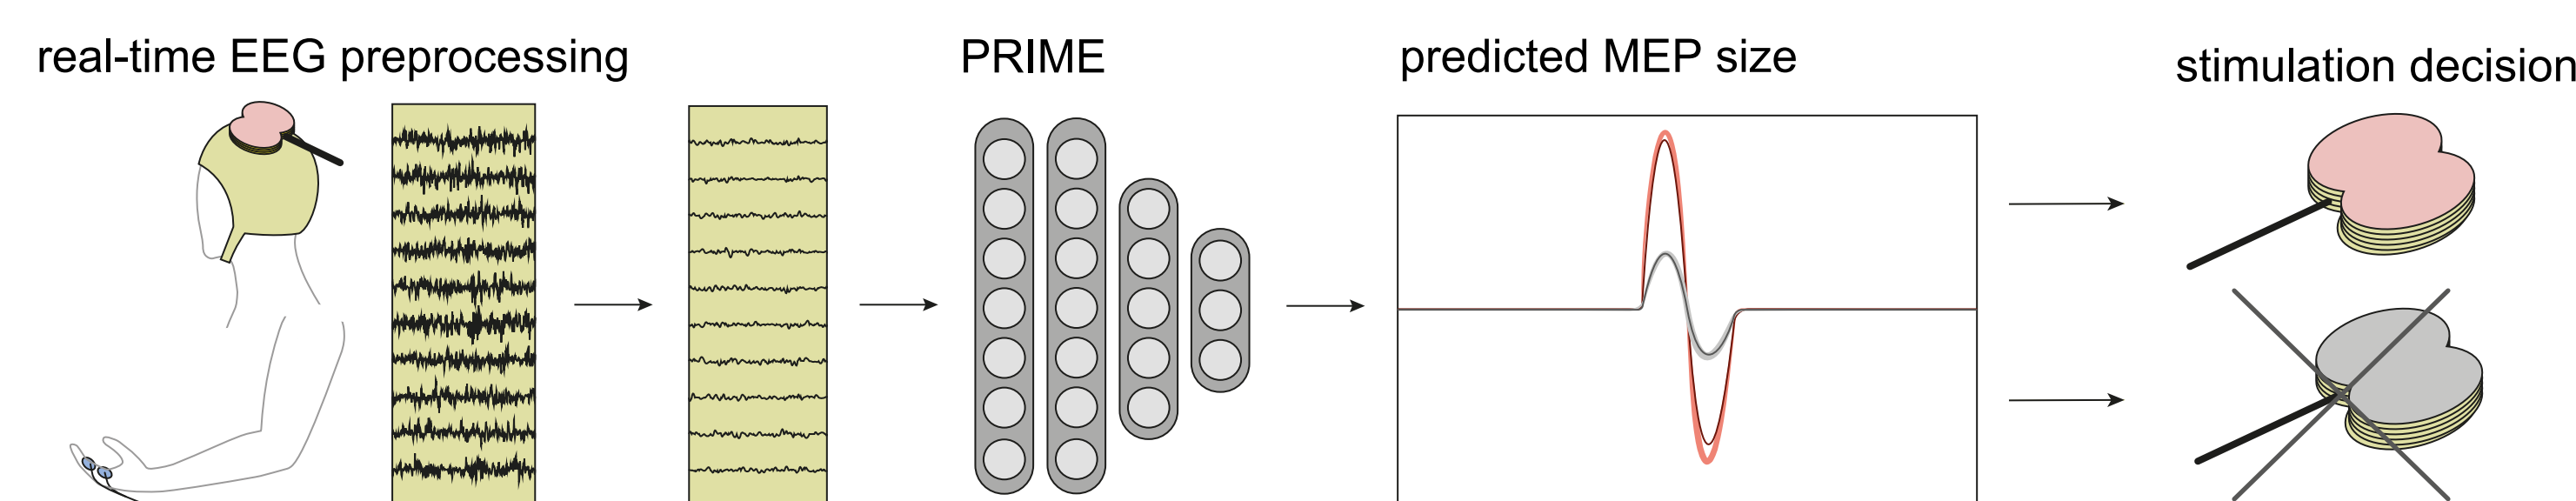 real-time EEG preprocessing
PRIME
predicted MEP size
stimulation decision